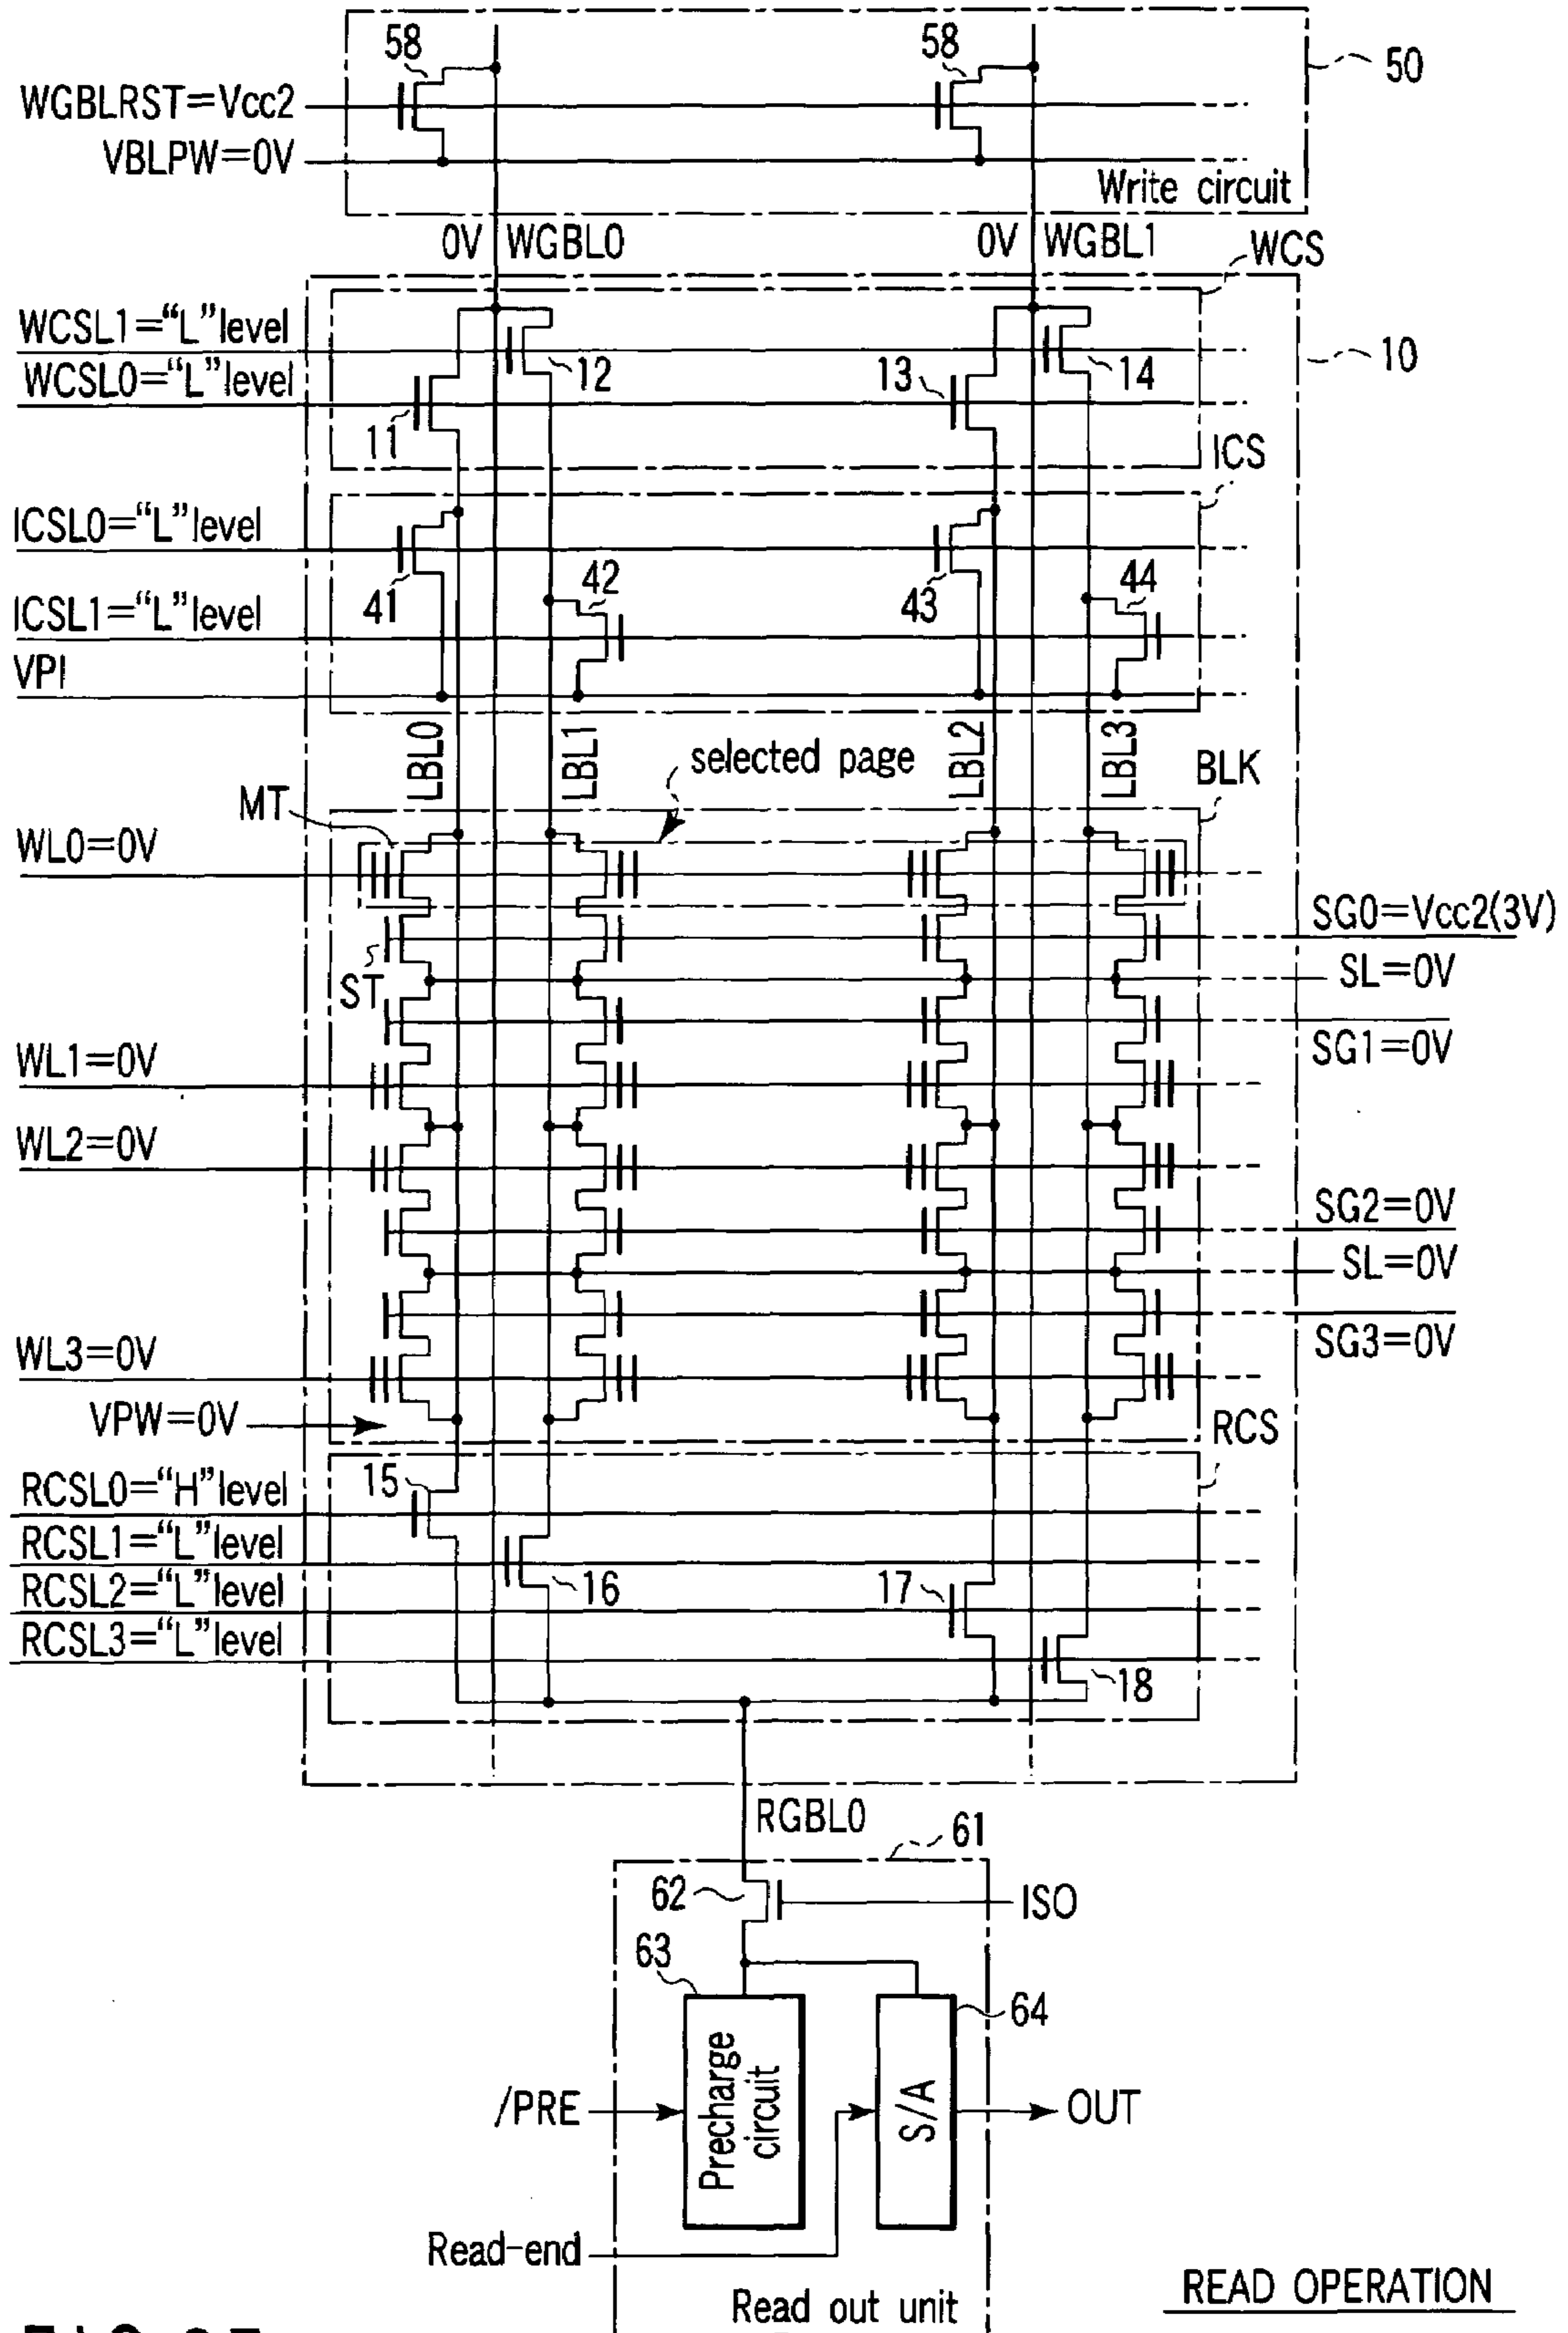 58
58
50
WGBLRST=Vcc2
VBLPW=0V
Write circuit
0V WGBL0
0V WGBL1
WCS
WCSL1="L"level
12
14
10
WCSL0="L"level
13
11
ICS
ICSL0="L"level
41
42
43
44
ICSL1="L"level
VPI
LBL0
LBL1
LBL2
LBL3
selected page
BLK
MT
WL0=0V
SG0=Vcc2(3V)
ST
SL=0V
SG1=0V
WL1=0V
WL2=0V
SG2=0V
SL=0V
SG3=0V
WL3=0V
VPW=0V
RCS
15
RCSL0="H"level
RCSL1="L"level
16
17
RCSL2="L"level
RCSL3="L"level
18
RGBL0
61
62
ISO
63
64
Precharge
circuit
S/A
/PRE
OUT
Read-end
Read out unit
READ OPERATION